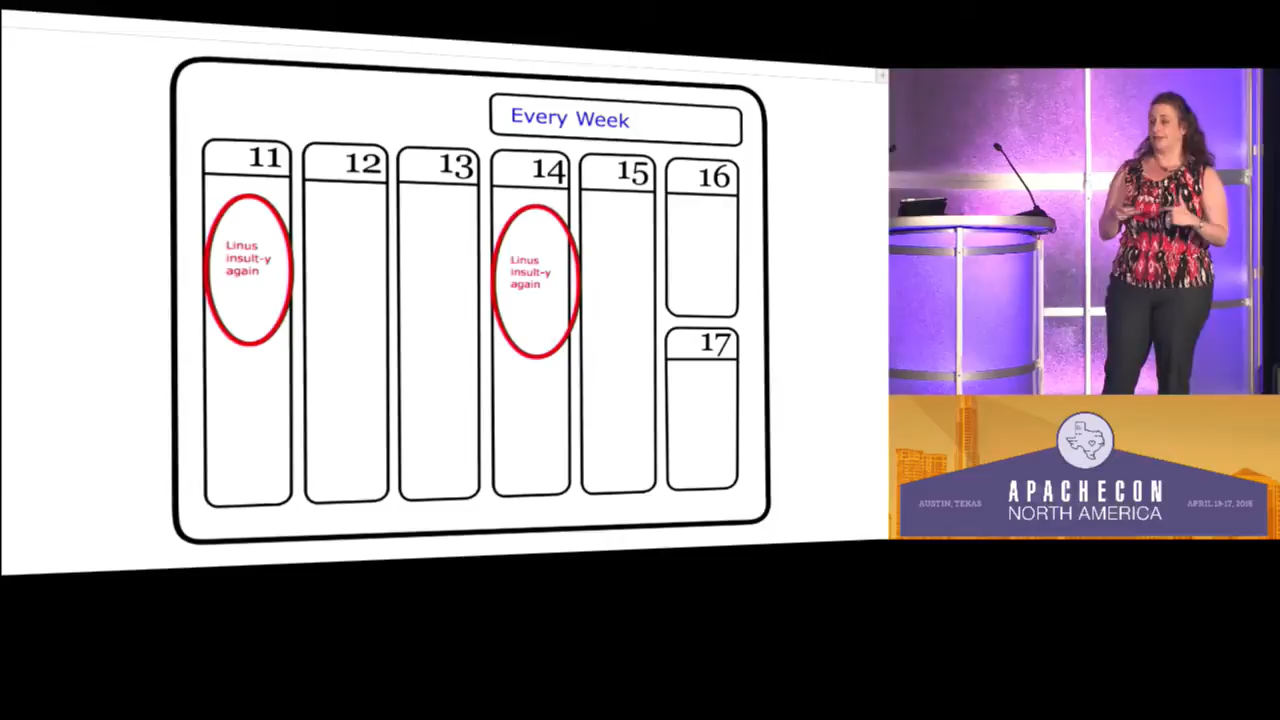 Every Week
11
12
13
14
15
16
Linus
insult-y
again
Linus
insult-y
again
17
APACHECON
NORTH AMERICA
AUSTIN, TEXAS
APRIL 13-17, 2015